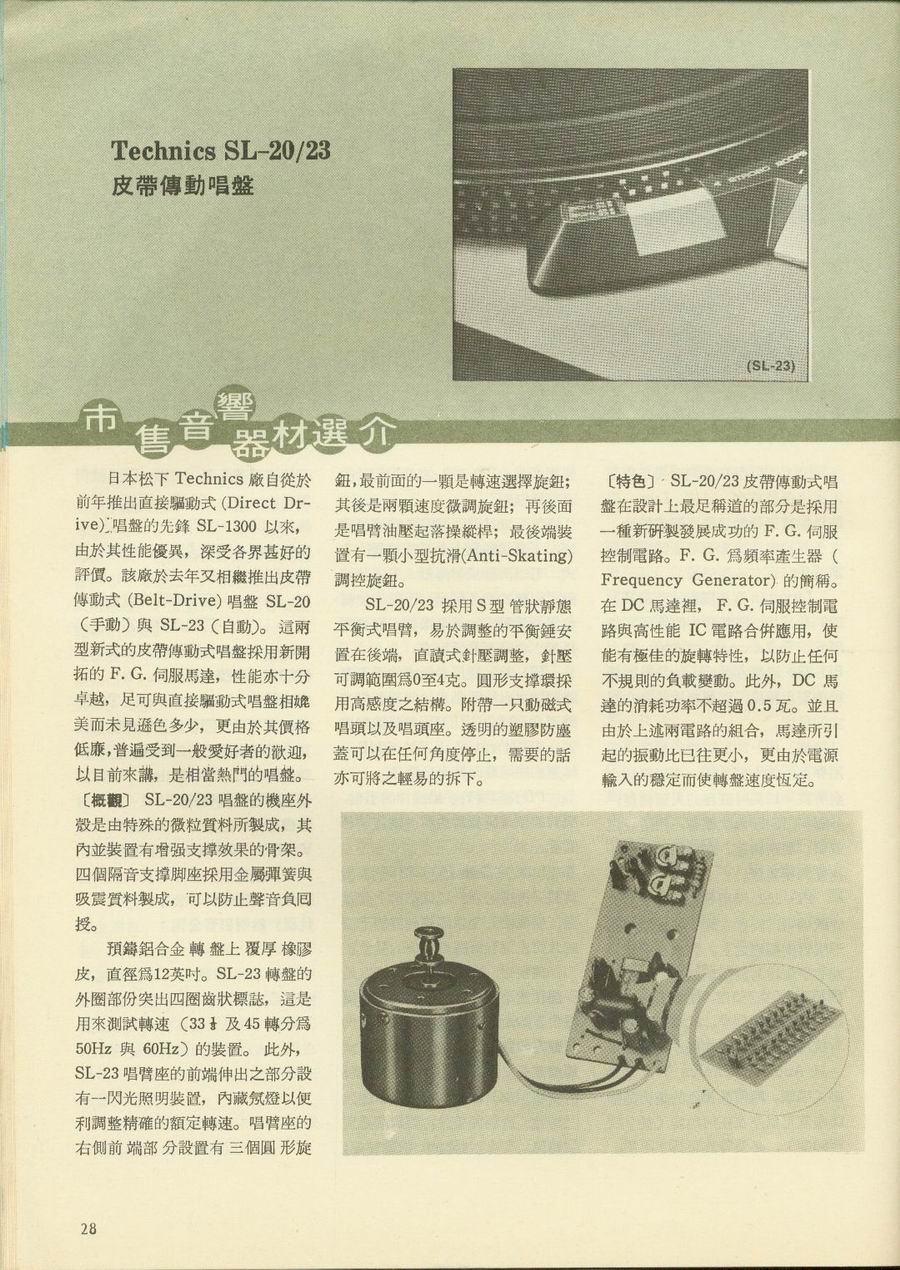 Technics SL-20/23
皮帶傳動唱盤
(SL-23)
市售音響器材選介
日本松下 Technics 廠自從於
前年推出直接驅動式 (Direct Dr-
ive) 唱盤的先鋒 SL-1300 以來，
由於其性能優異，深受各界甚好的
評價。該廠於去年又相繼推出皮帶
傳動式 (Belt-Drive) 唱盤 SL-20
（手動）與 SL-23（自動）。這兩
型新式的皮帶傳動式唱盤採用新開
拓的 F. G. 伺服馬達，性能亦十分
卓越，足可與直接驅動式唱盤相媲
美而未見遜色多少，更由於其價格
低廉，普遍受到一般愛好者的歡迎，
以目前來講，是相當熱門的唱盤。
〔概觀〕 SL-20/23 唱盤的機座外
殼是由特殊的微粒質料所製成，其
內並裝置有增强支撐效果的骨架。
四個隔音支撐脚座採用金屬彈簧與
吸震質料製成，可以防止聲音負囘
授。
預鑄鋁合金轉盤上覆厚橡膠
皮，直徑爲12英吋。SL-23 轉盤的
外圈部份突出四圈齒狀標誌，這是
用來測試轉速（33⅓ 及 45 轉分爲
50Hz 與 60Hz）的裝置。此外，
SL-23 唱臂座的前端伸出之部分設
有一閃光照明裝置，內藏氖燈以便
利調整精確的額定轉速。唱臂座的
右側前端部分設置有三個圓形旋
鈕，最前面的一顆是轉速選擇旋鈕；
其後是兩顆速度微調旋鈕；再後面
是唱臂油壓起落操縱桿；最後端裝
置有一顆小型抗滑(Anti-Skating)
調控旋鈕。
SL-20/23 採用S型管狀靜態
平衡式唱臂，易於調整的平衡錘安
置在後端，直讀式針壓調整，針壓
可調範圍爲0至4克。圓形支撐環採
用高感度之結構。附帶一只動磁式
唱頭以及唱頭座。透明的塑膠防塵
蓋可以在任何角度停止，需要的話
亦可將之輕易的拆下。
〔特色〕 SL-20/23 皮帶傳動式唱
盤在設計上最足稱道的部分是採用
一種新研製發展成功的 F. G. 伺服
控制電路。F. G. 爲頻率產生器（
Frequency Generator) 的簡稱。
在 DC 馬達裡， F. G. 伺服控制電
路與高性能 IC 電路合倂應用，使
能有極佳的旋轉特性，以防止任何
不規則的負載變動。此外，DC 馬
達的消耗功率不超過 0.5 瓦。並且
由於上述兩電路的組合，馬達所引
起的振動比已往更小，更由於電源
輸入的穩定而使轉盤速度恆定。
28